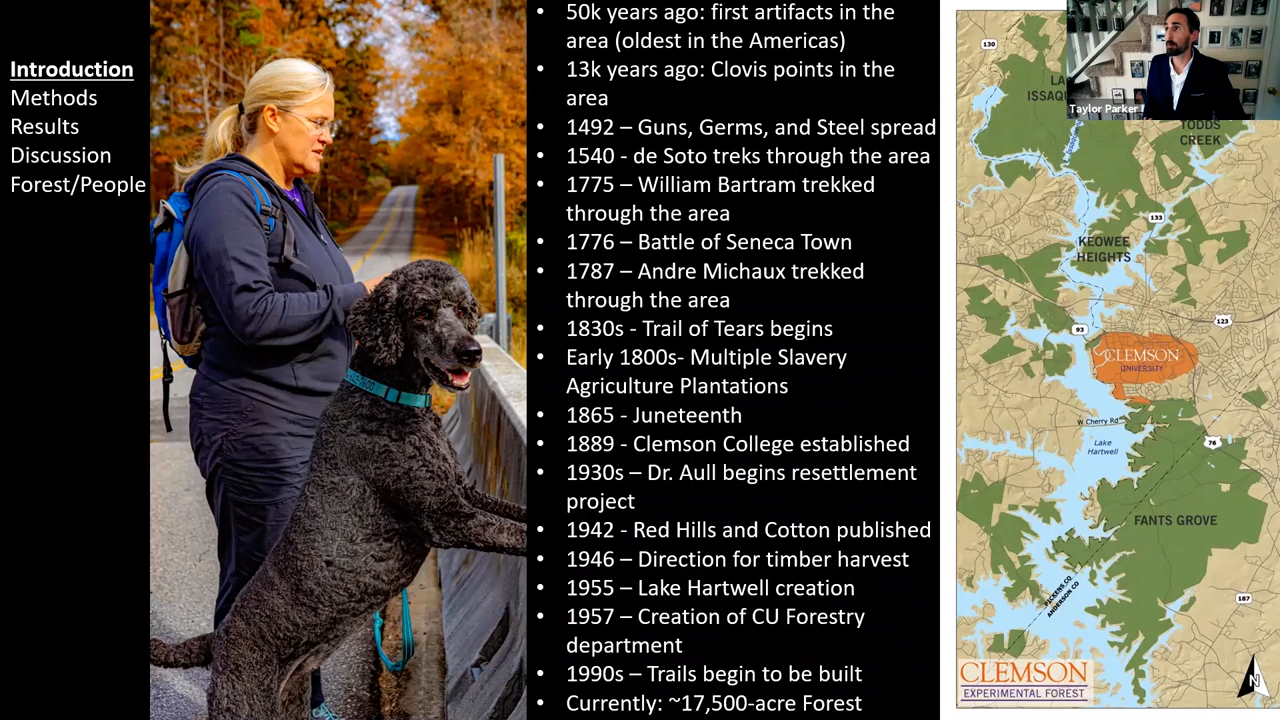 Introduction
Methods
Results
Discussion
Forest/People
• 50k years ago: first artifacts in the
area (oldest in the Americas)
• 13k years ago: Clovis points in the
area
• 1492 – Guns, Germs, and Steel spread
• 1540 - de Soto treks through the area
• 1775 – William Bartram trekked
through the area
• 1776 – Battle of Seneca Town
• 1787 – Andre Michaux trekked
through the area
• 1830s - Trail of Tears begins
• Early 1800s- Multiple Slavery
Agriculture Plantations
• 1865 - Juneteenth
• 1889 - Clemson College established
• 1930s – Dr. Aull begins resettlement
project
• 1942 - Red Hills and Cotton published
• 1946 – Direction for timber harvest
• 1955 – Lake Hartwell creation
• 1957 – Creation of CU Forestry
department
• 1990s – Trails begin to be built
• Currently: ~17,500-acre Forest
Taylor Parker
130
TODDS
CREEK
133
KEOWEE
HEIGHTS
123
93
CLEMSON
UNIVERSITY
W Cherry Rd
76
Lake
Hartwell
FANTS GROVE
PICKENS CO
ANDERSON CO
187
CLEMSON
EXPERIMENTAL FOREST
N